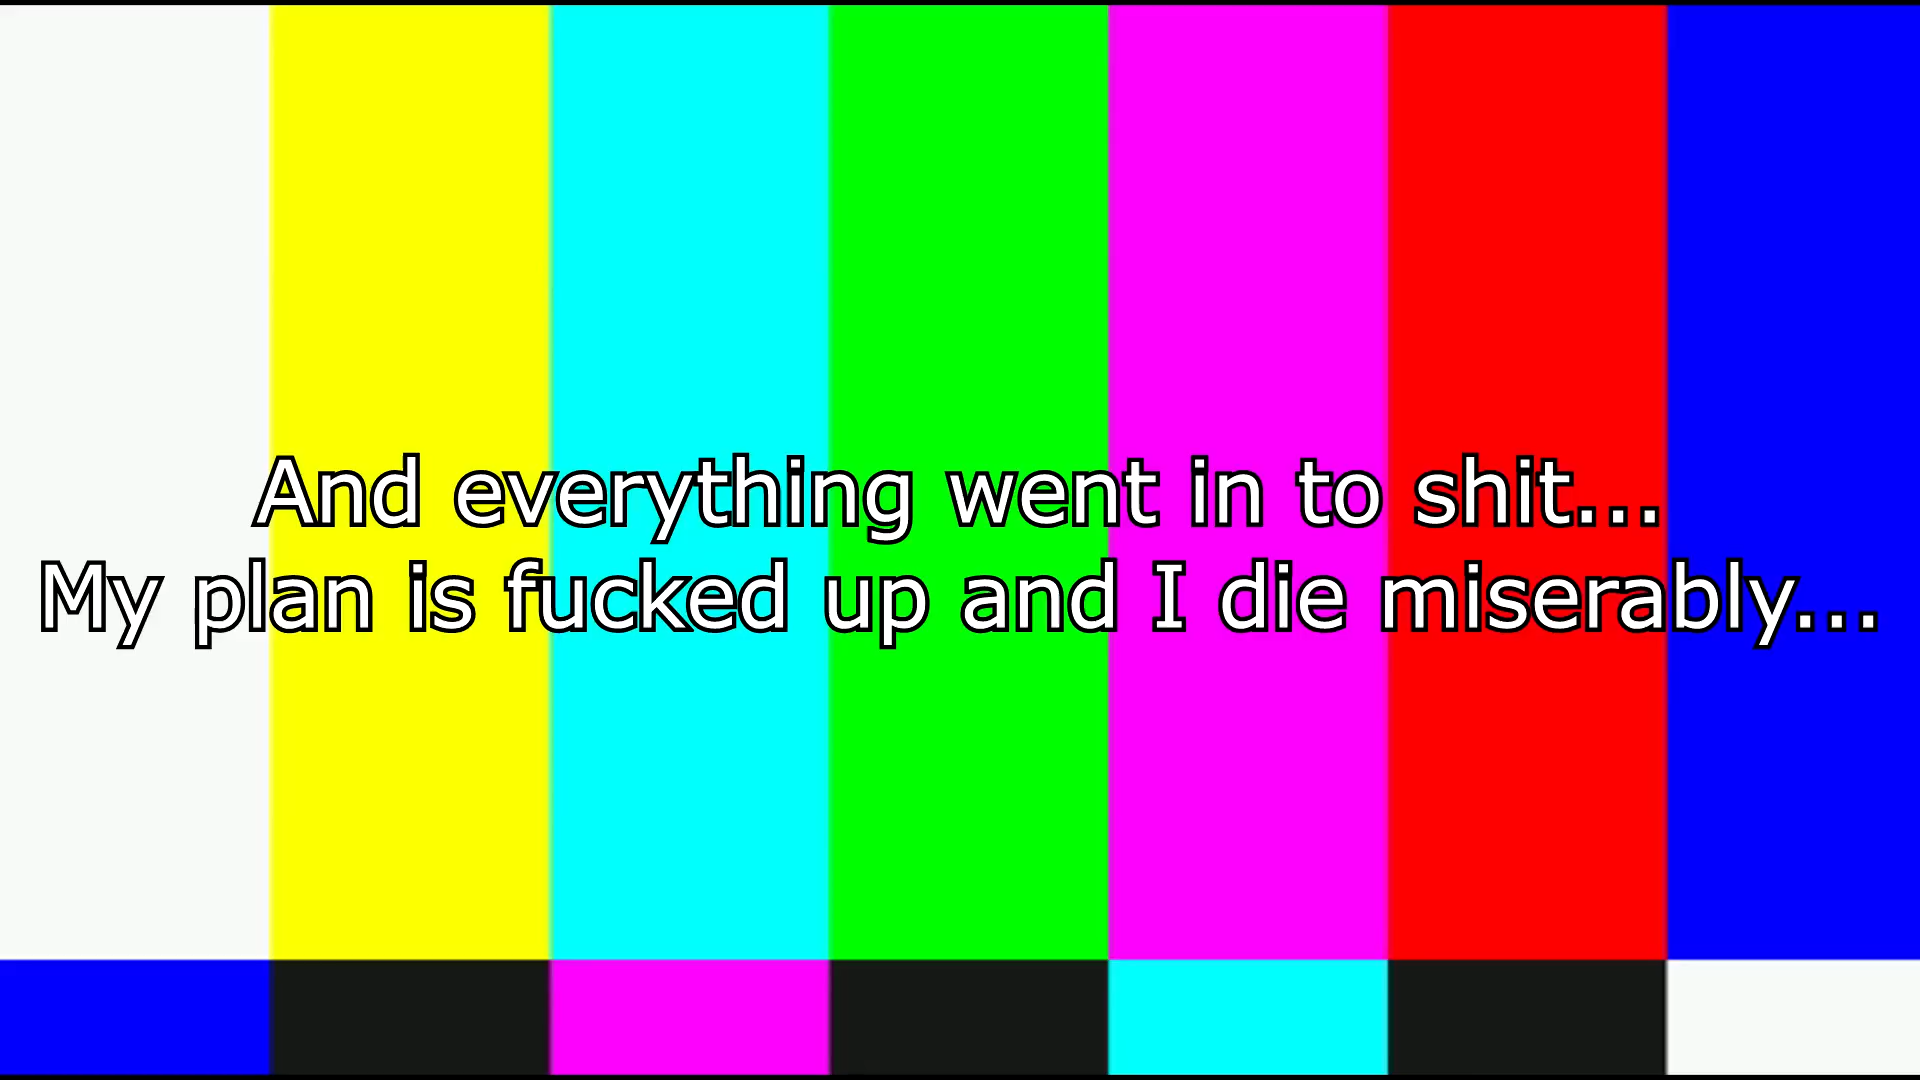 And everything went in to shit...
My plan is fucked up and I die miserably...